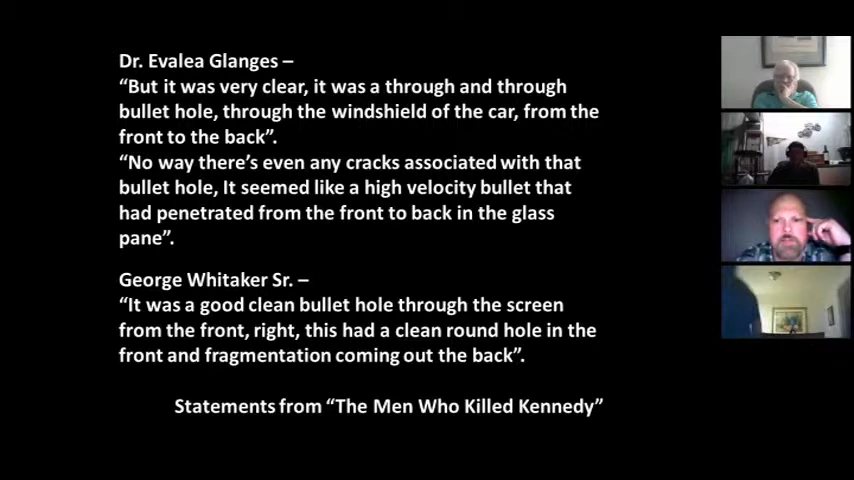 Dr. Evalea Glanges –
“But it was very clear, it was a through and through
bullet hole, through the windshield of the car, from the
front to the back”.
“No way there’s even any cracks associated with that
bullet hole, It seemed like a high velocity bullet that
had penetrated from the front to back in the glass
pane”.
George Whitaker Sr. –
“It was a good clean bullet hole through the screen
from the front, right, this had a clean round hole in the
front and fragmentation coming out the back”.
Statements from “The Men Who Killed Kennedy”